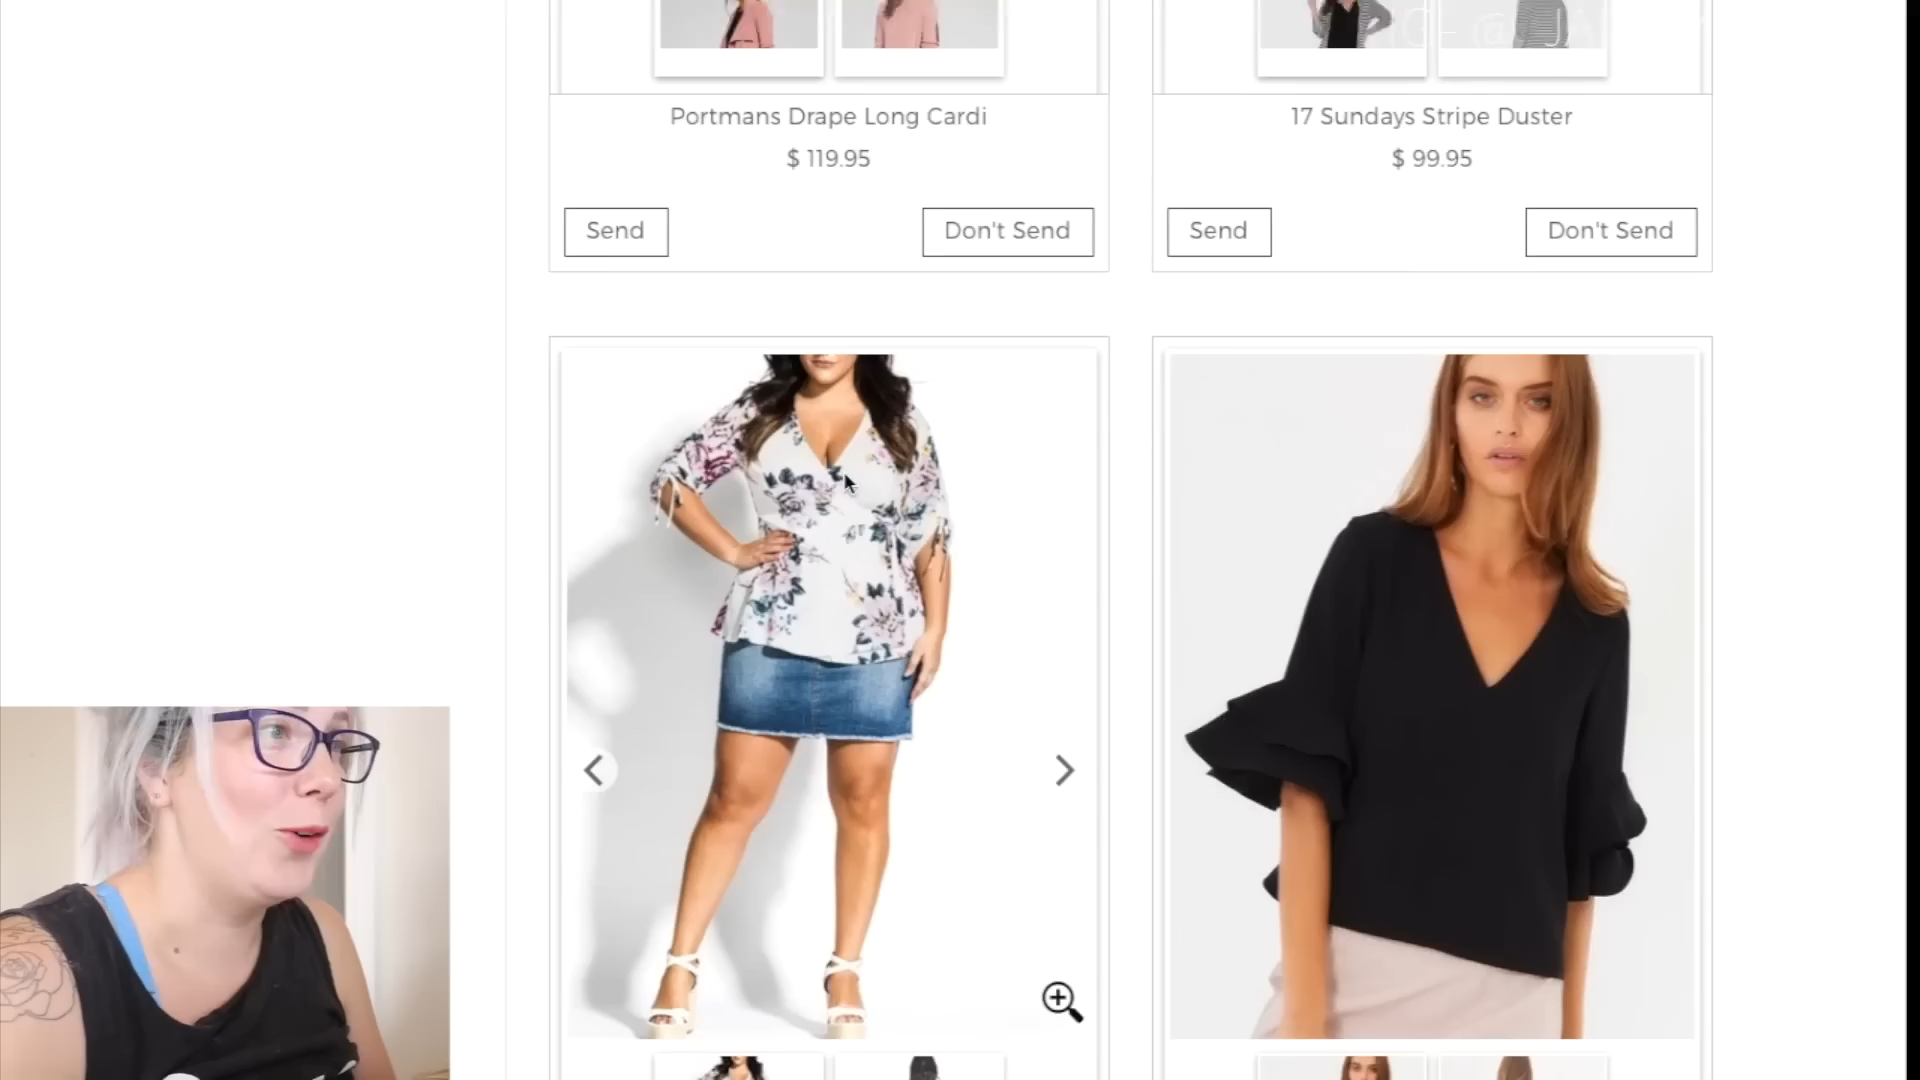 Portmans Drape Long Cardi
$ 119.95
Send
Don't Send
17 Sundays Stripe Duster
$ 99.95
Send
Don't Send